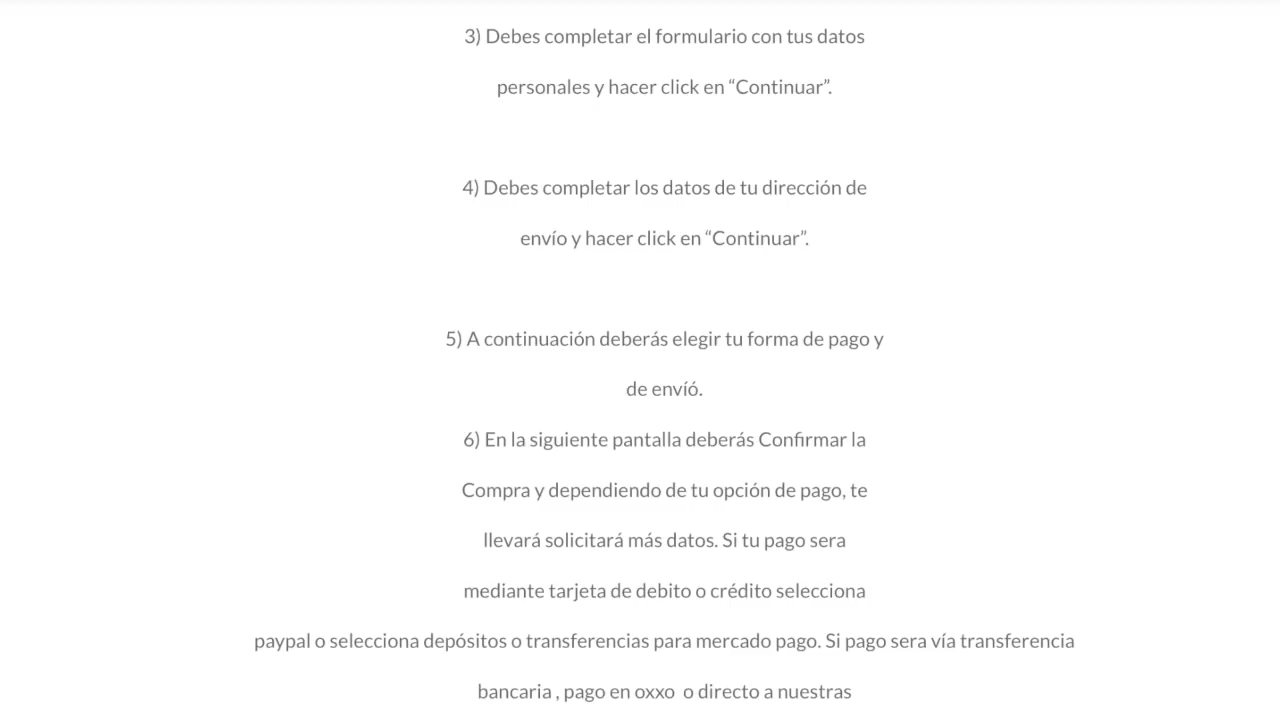 3) Debes completar el formulario con tus datos
personales y hacer click en “Continuar”.
4) Debes completar los datos de tu dirección de
envío y hacer click en “Continuar”.
5) A continuación deberás elegir tu forma de pago y
de envíó.
6) En la siguiente pantalla deberás Confirmar la
Compra y dependiendo de tu opción de pago, te
llevará solicitará más datos. Si tu pago sera
mediante tarjeta de debito o crédito selecciona
paypal o selecciona depósitos o transferencias para mercado pago. Si pago sera vía transferencia
bancaria , pago en oxxo  o directo a nuestras